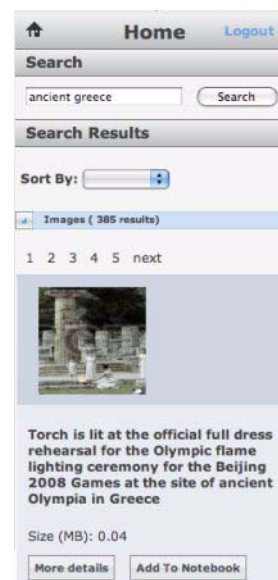 Home Logout
Search
ancient greece Search
Search Results
Sort By:
Images ( 385 results)
1 2 3 4 5 next
Torch is lit at the official full dress
rehearsal for the Olympic flame
lighting ceremony for the Beijing
2008 Games at the site of ancient
Olympia in Greece
Size (MB): 0.04
More details Add To Notebook